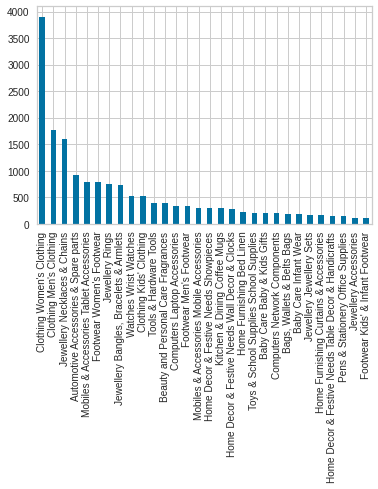 4000
3500
3000
2500
2000
1500
1000
500
0
Clothing Women's Clothing
Clothing Men's Clothing
Jewellery Necklaces & Chains
Automotive Accessories & Spare parts
Mobiles & Accessories Tablet Accessories
Footwear Women's Footwear
Jewellery Rings
Jewellery Bangles, Bracelets & Armlets
Watches Wrist Watches
Clothing Kids' Clothing
Tools & Hardware Tools
Beauty and Personal Care Fragrances
Computers Laptop Accessories
Footwear Men's Footwear
Mobiles & Accessories Mobile Accessories
Home Decor & Festive Needs Showpieces
Kitchen & Dining Coffee Mugs
Home Decor & Festive Needs Wall Decor & Clocks
Home Furnishing Bed Linen
Toys & School Supplies School Supplies
Baby Care Baby & Kids Gifts
Computers Network Components
Bags, Wallets & Belts Bags
Baby Care Infant Wear
Jewellery Jewellery Sets
Home Furnishing Curtains & Accessories
Home Decor & Festive Needs Table Decor & Handicrafts
Pens & Stationery Office Supplies
Jewellery Accessories
Footwear Kids' & Infant Footwear